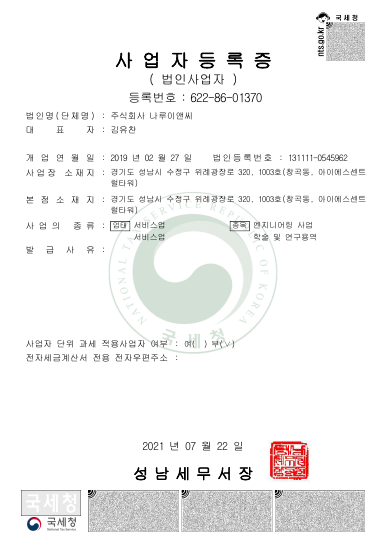 국세청
nts.go.kr
사업자등록증
( 법인사업자 )
등록번호 : 622-86-01370
법인명(단체명) : 주식회사 나루이앤씨
대 표 자 : 김유찬
개 업 연 월 일 : 2019 년 02 월 27 일 법인등록번호 : 131111-0545962
사업장 소재지 : 경기도 성남시 수정구 위례광장로 320, 1003호(창곡동, 아이에스센트
럴타워)
본 점 소 재 지 : 경기도 성남시 수정구 위례광장로 320, 1003호(창곡동, 아이에스센트
럴타워)
사 업 의 종 류 : 업태 서비스업 종목 엔지니어링 사업
서비스업 학술 및 연구용역
발 급 사 유 :
NATIONAL TAX SERVICE REPUBLIC OF KOREA
국세청
사업자 단위 과세 적용사업자 여부 : 여( ) 부(∨)
전자세금계산서 전용 전자우편주소 :
2021 년 07 월 22 일
성남세무서장
국세청
국세청
National Tax Service